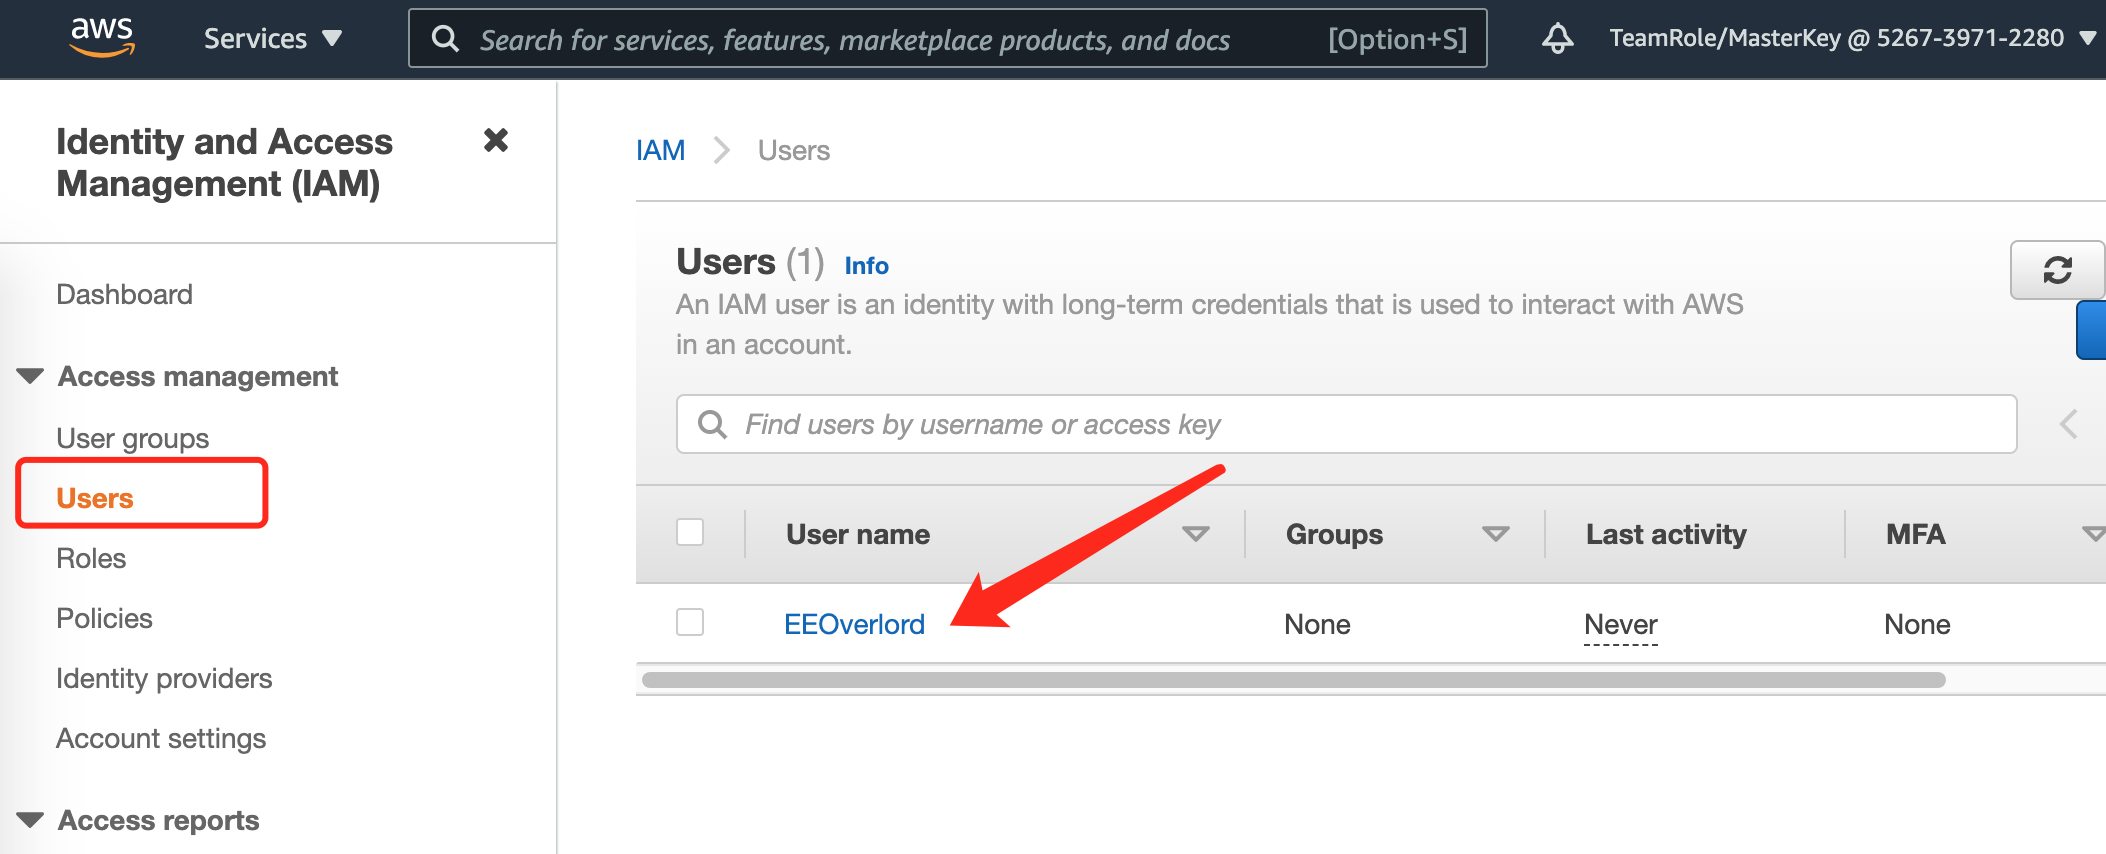 aws
Services
Search for services, features, marketplace products, and docs
[Option+S]
TeamRole/MasterKey @ 5267-3971-2280
Identity and Access
Management (IAM)
Dashboard
Access management
User groups
Users
Roles
Policies
Identity providers
Account settings
Access reports
IAM
Users
Users (1) Info
An IAM user is an identity with long-term credentials that is used to interact with AWS
in an account.
Find users by username or access key
User name
Groups
Last activity
MFA
EEOverlord
None
Never
None